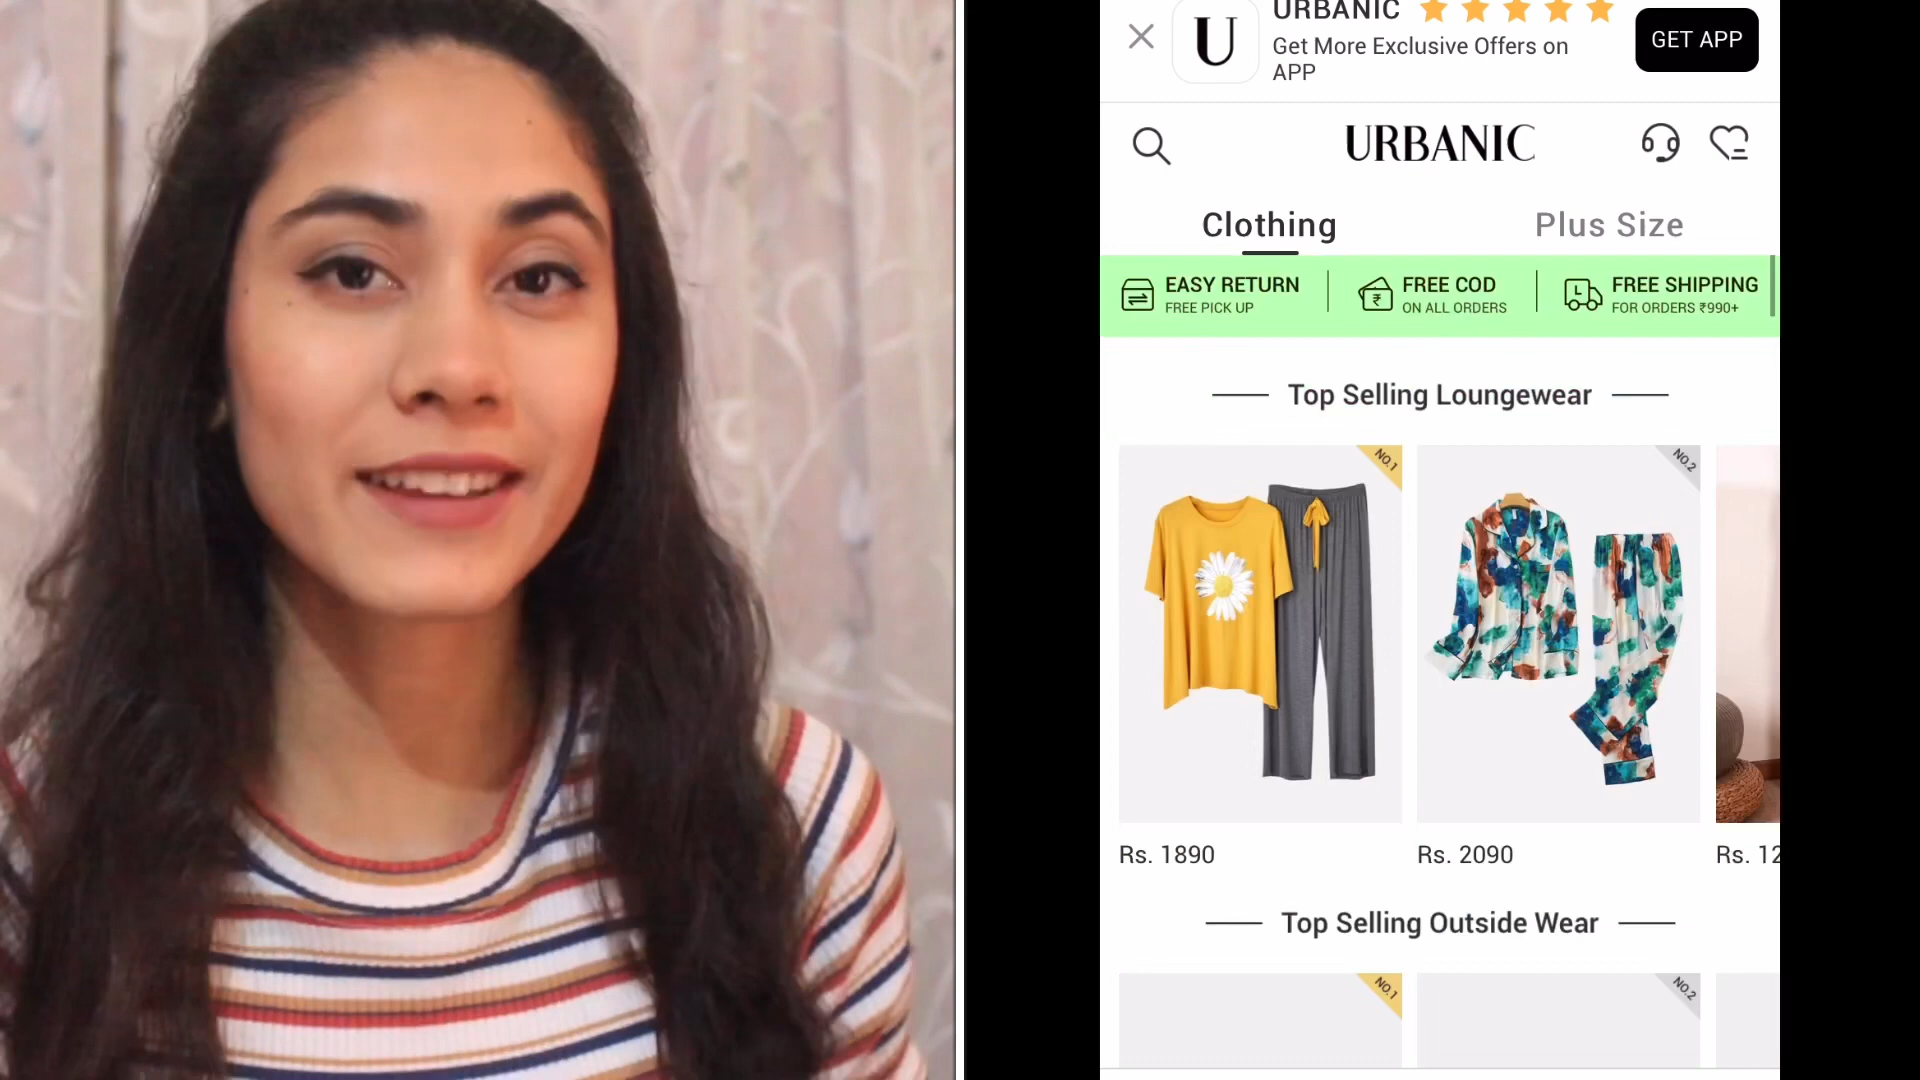 URBANIC
Get More Exclusive Offers on
APP
GET APP
U
URBANIC
Clothing
Plus Size
EASY RETURN
FREE PICK UP
FREE COD
ON ALL ORDERS
FREE SHIPPING
FOR ORDERS ₹990+
Top Selling Loungewear
NO.1
NO.2
Rs. 1890
Rs. 2090
Rs. 12
Top Selling Outside Wear
NO.1
NO.2